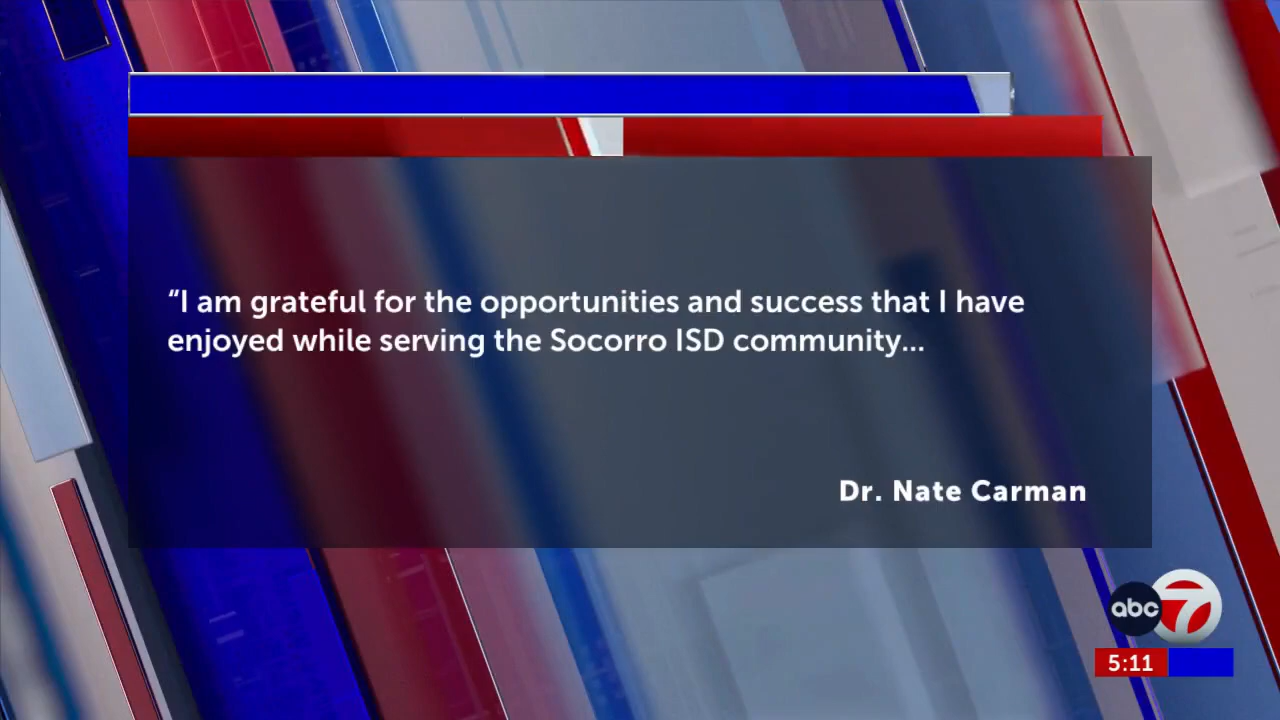 “I am grateful for the opportunities and success that I have
enjoyed while serving the Socorro ISD community...
Dr. Nate Carman
abc 7
5:11